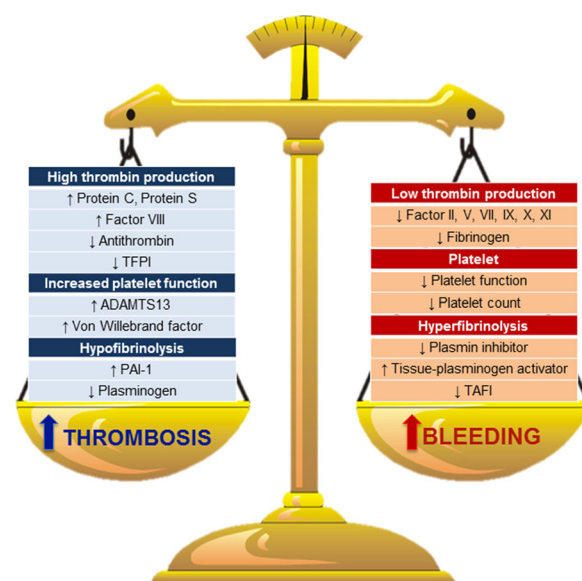 High thrombin production
↑ Protein C, Protein S
↑ Factor VIII
↓ Antithrombin
↓ TFPI
Increased platelet function
↑ ADAMTS13
↑ Von Willebrand factor
Hypofibrinolysis
↑ PAI-1
↓ Plasminogen
↑ THROMBOSIS
Low thrombin production
↓ Factor II, V, VII, IX, X, XI
↓ Fibrinogen
Platelet
↓ Platelet function
↓ Platelet count
Hyperfibrinolysis
↓ Plasmin inhibitor
↑ Tissue-plasminogen activator
↓ TAFI
↑ BLEEDING